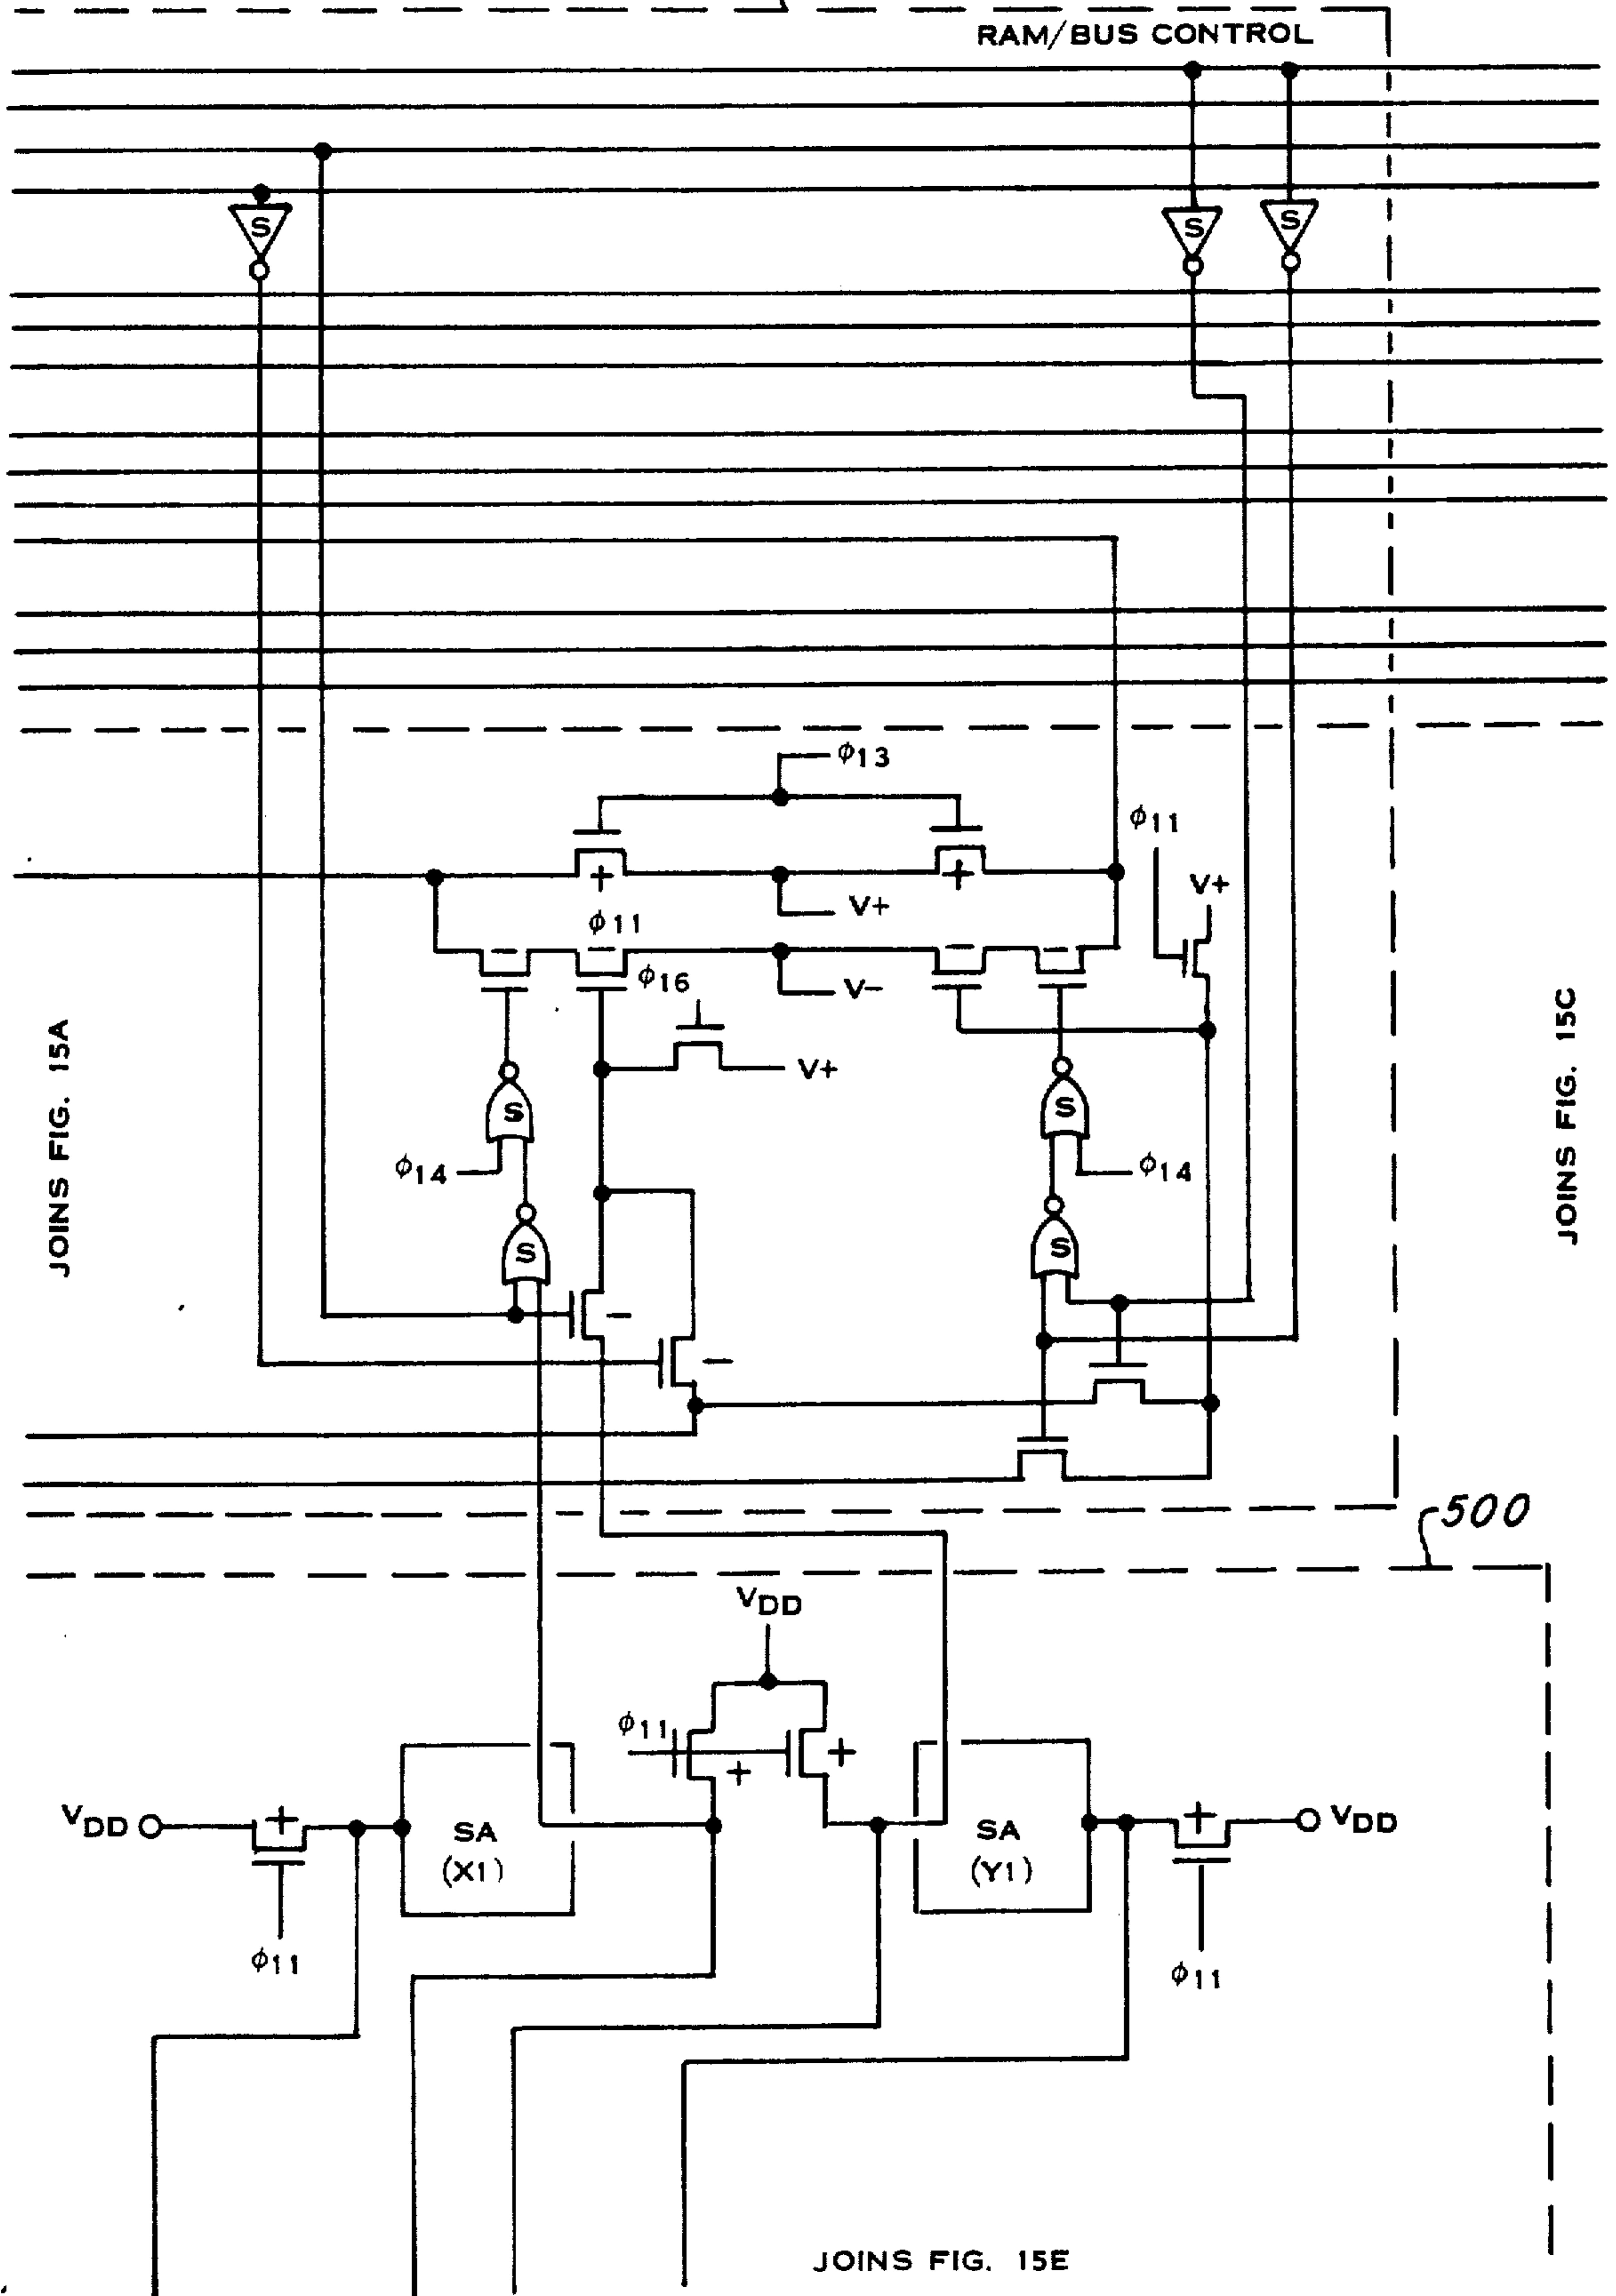 RAM/BUS CONTROL
S
S
S
φ13
φ11
V+
+
+
V+
φ11
φ16
V-
V+
S
S
φ14
φ14
S
S
JOINS FIG. 15A
JOINS FIG. 15C
500
VDD
φ11
+
+
VDD
+
SA
(X1)
SA
(Y1)
+
VDD
φ11
φ11
JOINS FIG. 15E